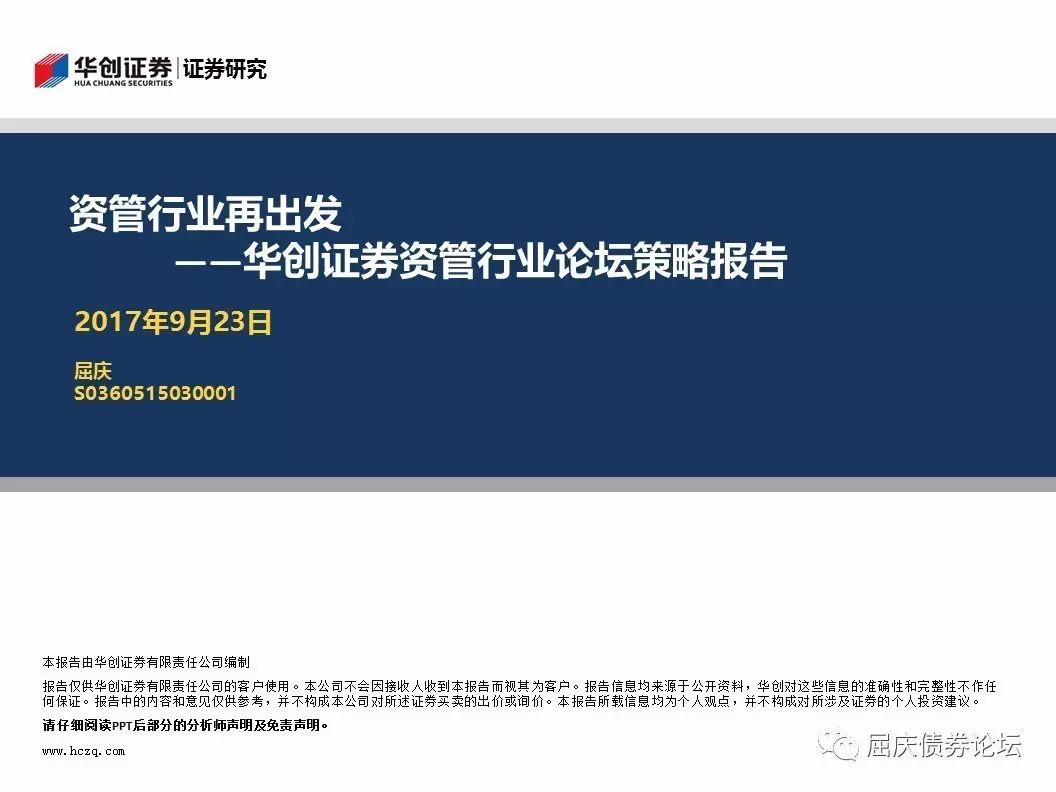 华创证券|证券研究
HUA CHUANG SECURITIES
资管行业再出发
——华创证券资管行业论坛策略报告
2017年9月23日
屈庆
S0360515030001
本报告由华创证券有限责任公司编制
报告仅供华创证券有限责任公司的客户使用。本公司不会因接收人收到本报告而视其为客户。报告信息均来源于公开资料，华创对这些信息的准确性和完整性不作任
何保证。报告中的内容和意见仅供参考，并不构成本公司对所述证券买卖的出价或询价。本报告所载信息均为个人观点，并不构成对所涉及证券的个人投资建议。
请仔细阅读PPT后部分的分析师声明及免责声明。
www.hczq.com
屈庆债券论坛